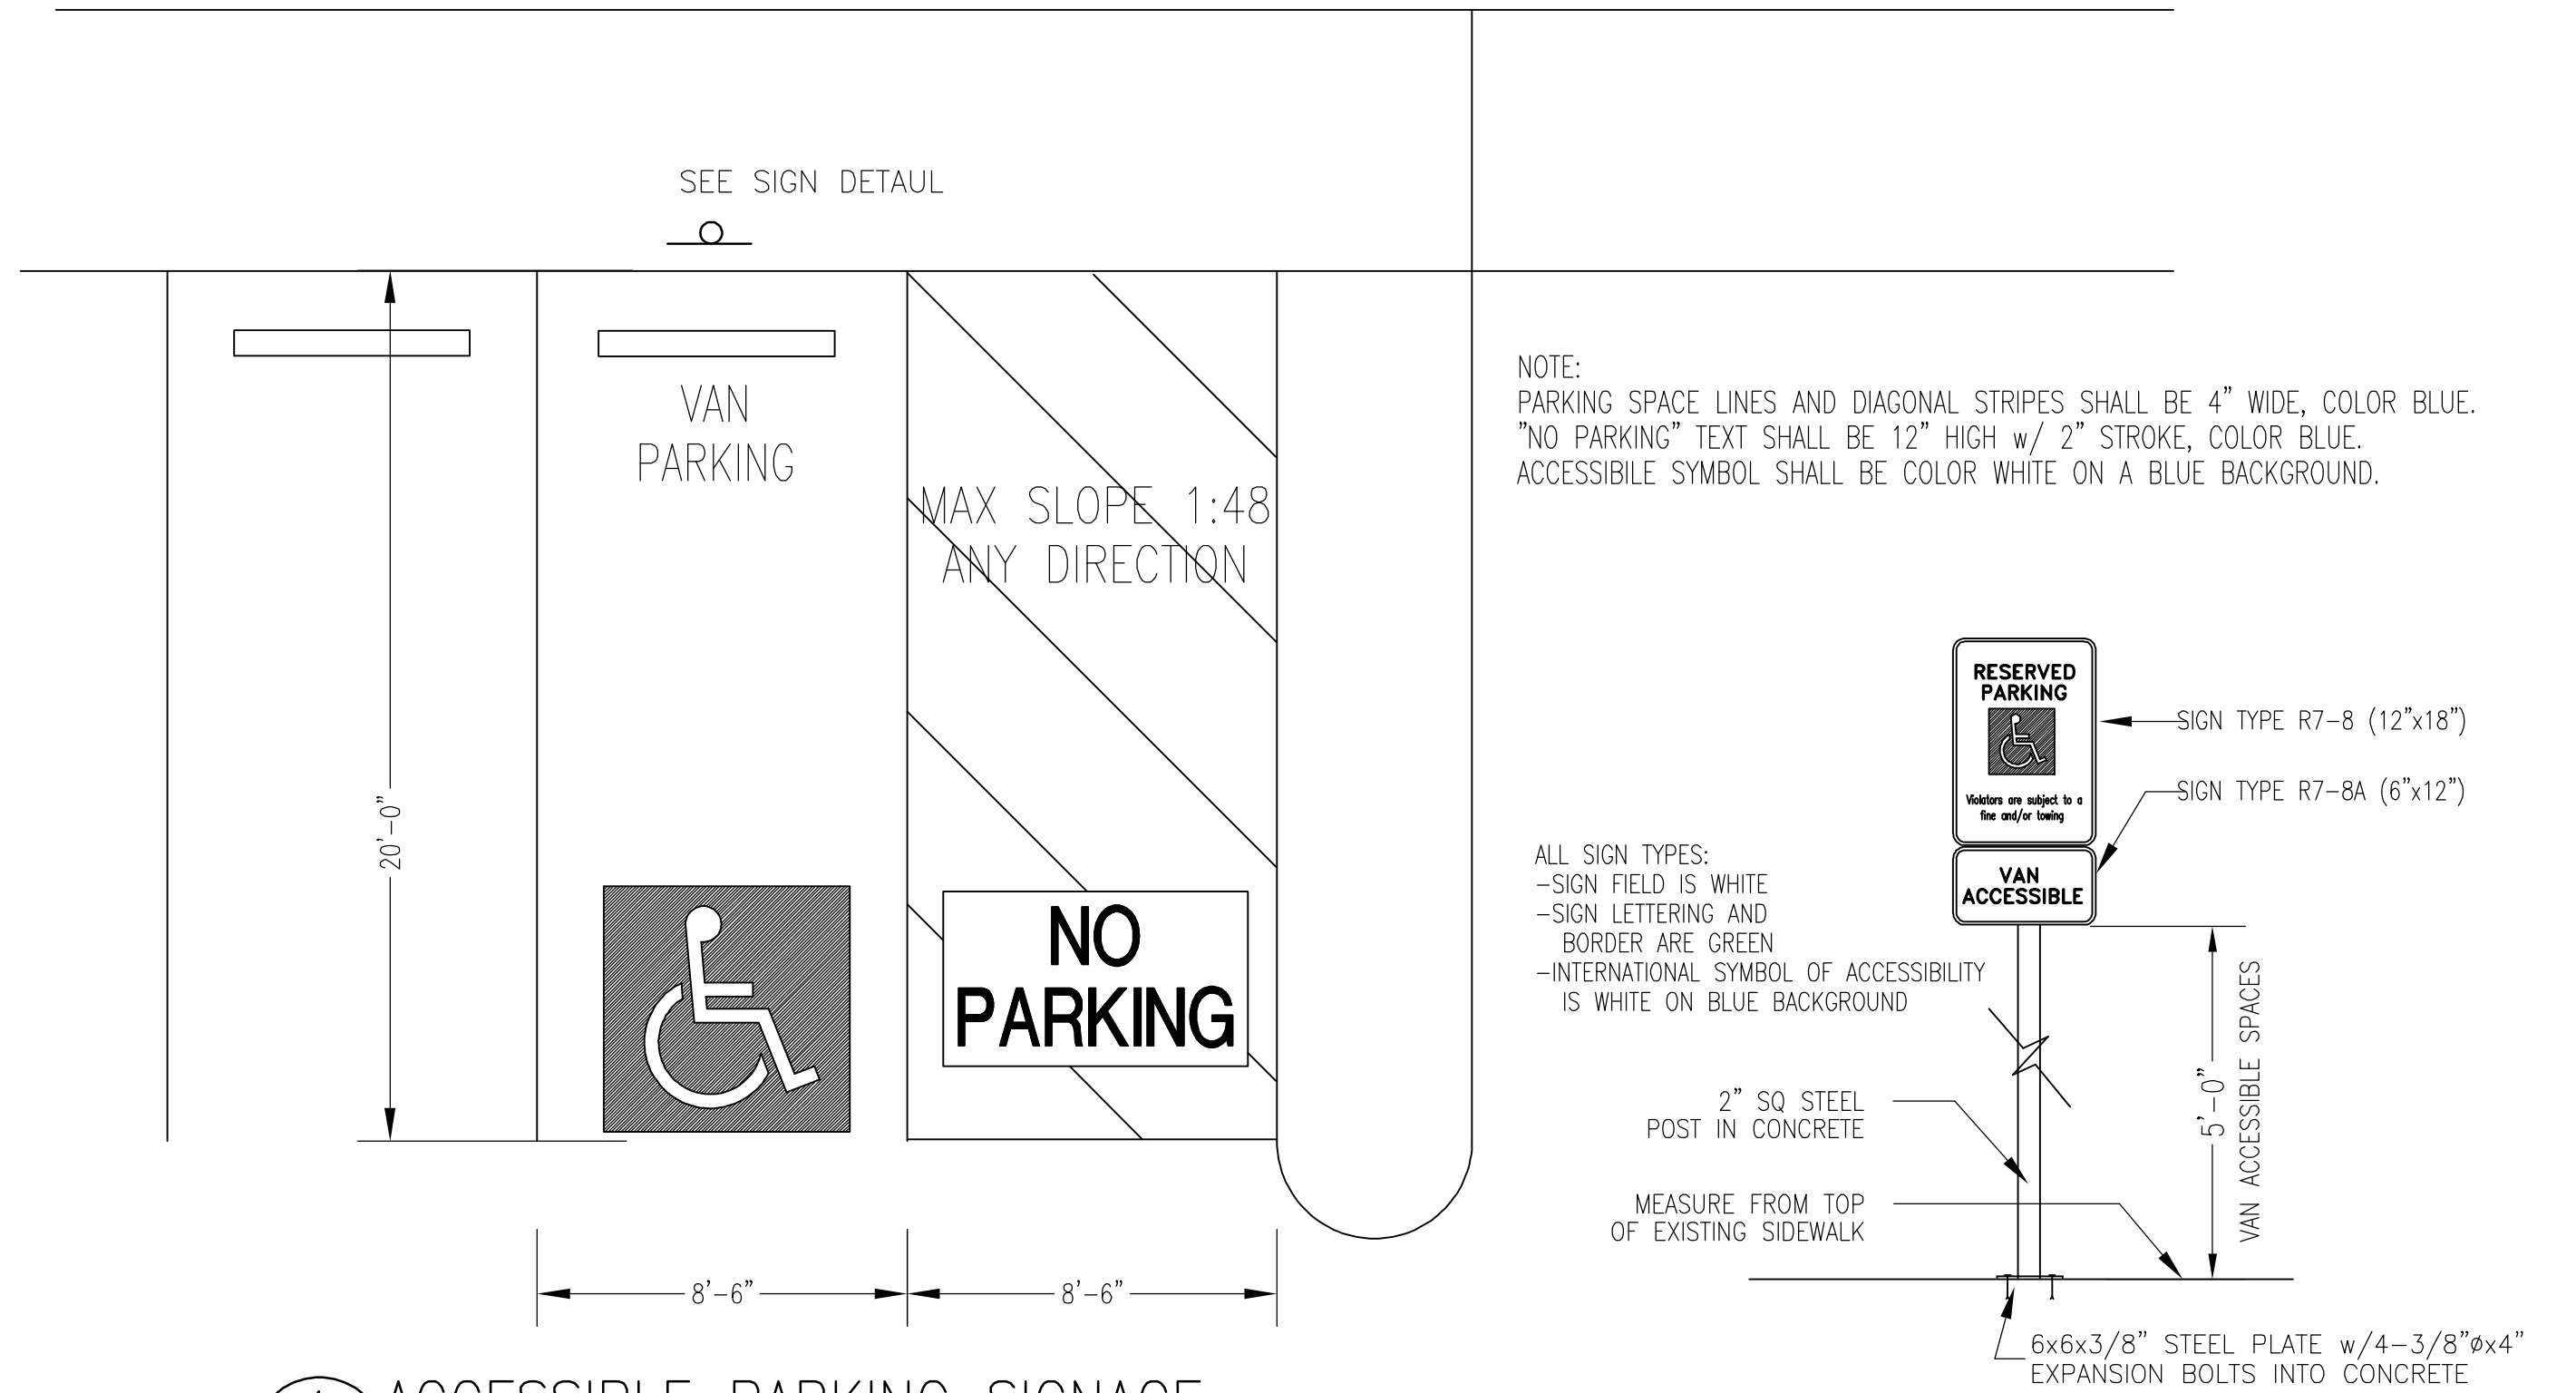 SEE SIGN DETAUL
VAN
PARKING
MAX SLOPE 1:48
ANY DIRECTION
20'-0"
NO
PARKING
8'-6"
8'-6"
NOTE:
PARKING SPACE LINES AND DIAGONAL STRIPES SHALL BE 4" WIDE, COLOR BLUE.
"NO PARKING" TEXT SHALL BE 12" HIGH w/ 2" STROKE, COLOR BLUE.
ACCESSIBILE SYMBOL SHALL BE COLOR WHITE ON A BLUE BACKGROUND.
RESERVED
PARKING
Violators are subject to a
fine and/or towing
VAN
ACCESSIBLE
SIGN TYPE R7-8 (12"x18")
SIGN TYPE R7-8A (6"x12")
ALL SIGN TYPES:
-SIGN FIELD IS WHITE
-SIGN LETTERING AND
BORDER ARE GREEN
-INTERNATIONAL SYMBOL OF ACCESSIBILITY
IS WHITE ON BLUE BACKGROUND
2" SQ STEEL
POST IN CONCRETE
MEASURE FROM TOP
OF EXISTING SIDEWALK
5'-0"
VAN ACCESSIBLE SPACES
6x6x3/8" STEEL PLATE w/4-3/8"øx4"
EXPANSION BOLTS INTO CONCRETE
ACCESSIBLE PARKING SIGNAGE